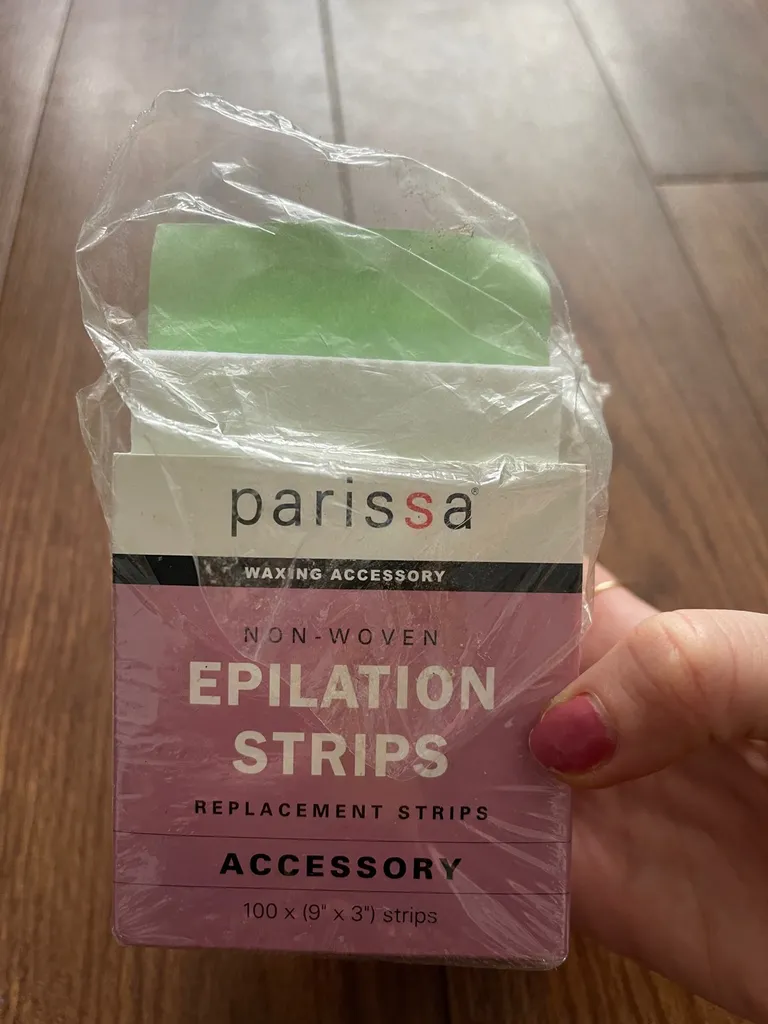 parissa®
WAXING ACCESSORY
NON-WOVEN
EPILATION
STRIPS
REPLACEMENT STRIPS
ACCESSORY
100 x (9" x 3") strips